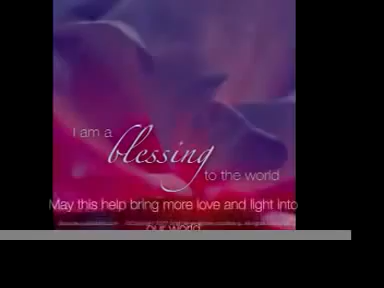 I am a
blessing
to the world
May this help bring more love and light into
our world